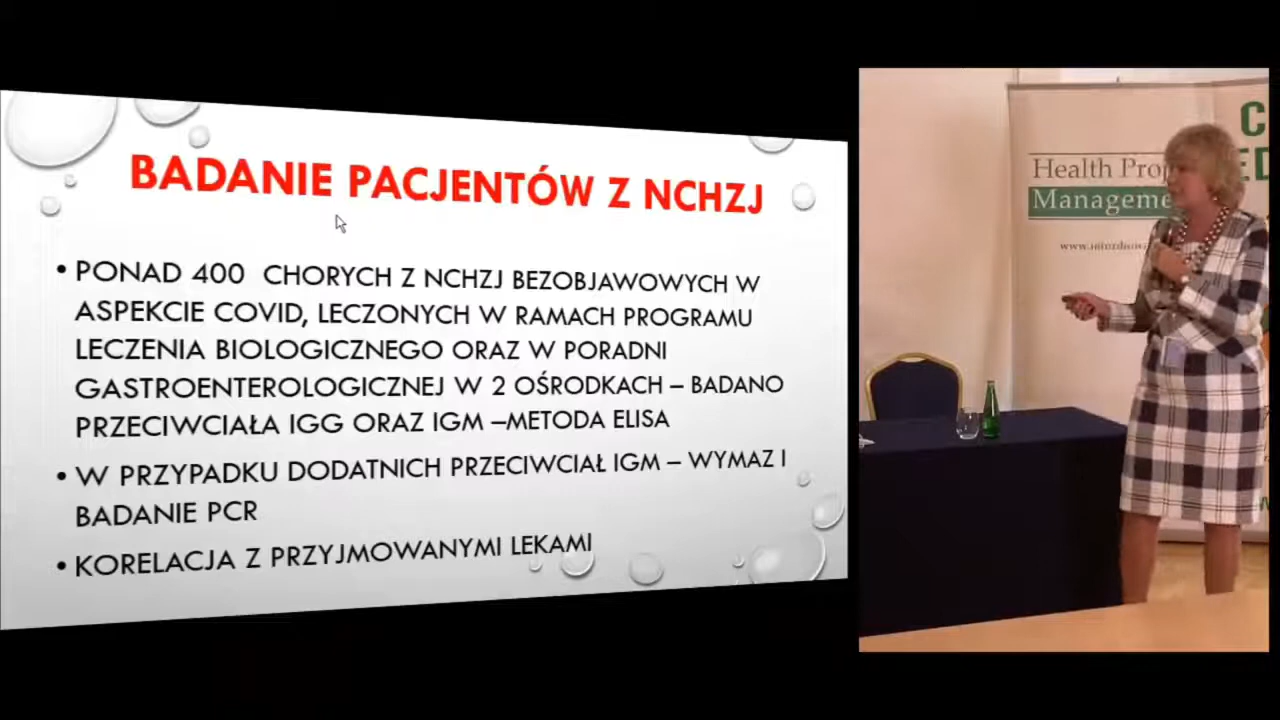 BADANIE PACJENTÓW Z NCHZJ
• PONAD 400 CHORYCH Z NCHZJ BEZOBJAWOWYCH W
ASPEKCIE COVID, LECZONYCH W RAMACH PROGRAMU
LECZENIA BIOLOGICZNEGO ORAZ W PORADNI
GASTROENTEROLOGICZNEJ W 2 OŚRODKACH – BADANO
PRZECIWCIAŁA IGG ORAZ IGM –METODA ELISA
• W PRZYPADKU DODATNICH PRZECIWCIAŁ IGM – WYMAZ I
BADANIE PCR
• KORELACJA Z PRZYJMOWANYMI LEKAMI
Health
Management